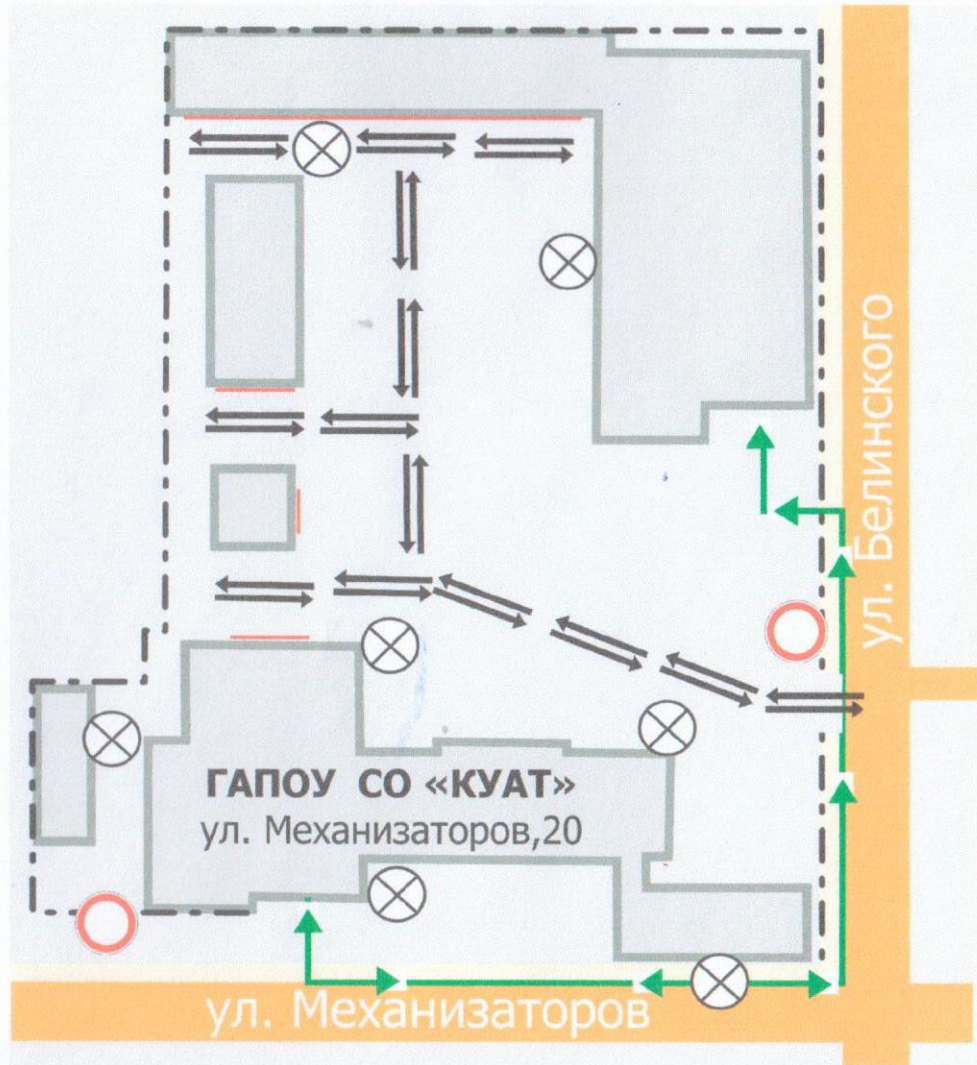 ГАПОУ СО «КУАТ»
ул. Механизаторов,20
ул. Белинского
ул. Механизаторов